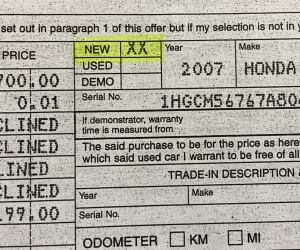 set out in paragraph 1 of this offer but if my selection is not in y
PRICE NEW XX Year Make
USED 2007 HONDA
700.00 DEMO
0.01 Serial No. 1HGCM56767A80
CLINED If demonstrator, warranty
time is measured from
CLINED The said purchase to be for the price as here
which said used car I warrant to be free of all
CLINED TRADE-IN DESCRIPTION
LINED Year Make
199.00 Serial No.
ODOMETER KM MI